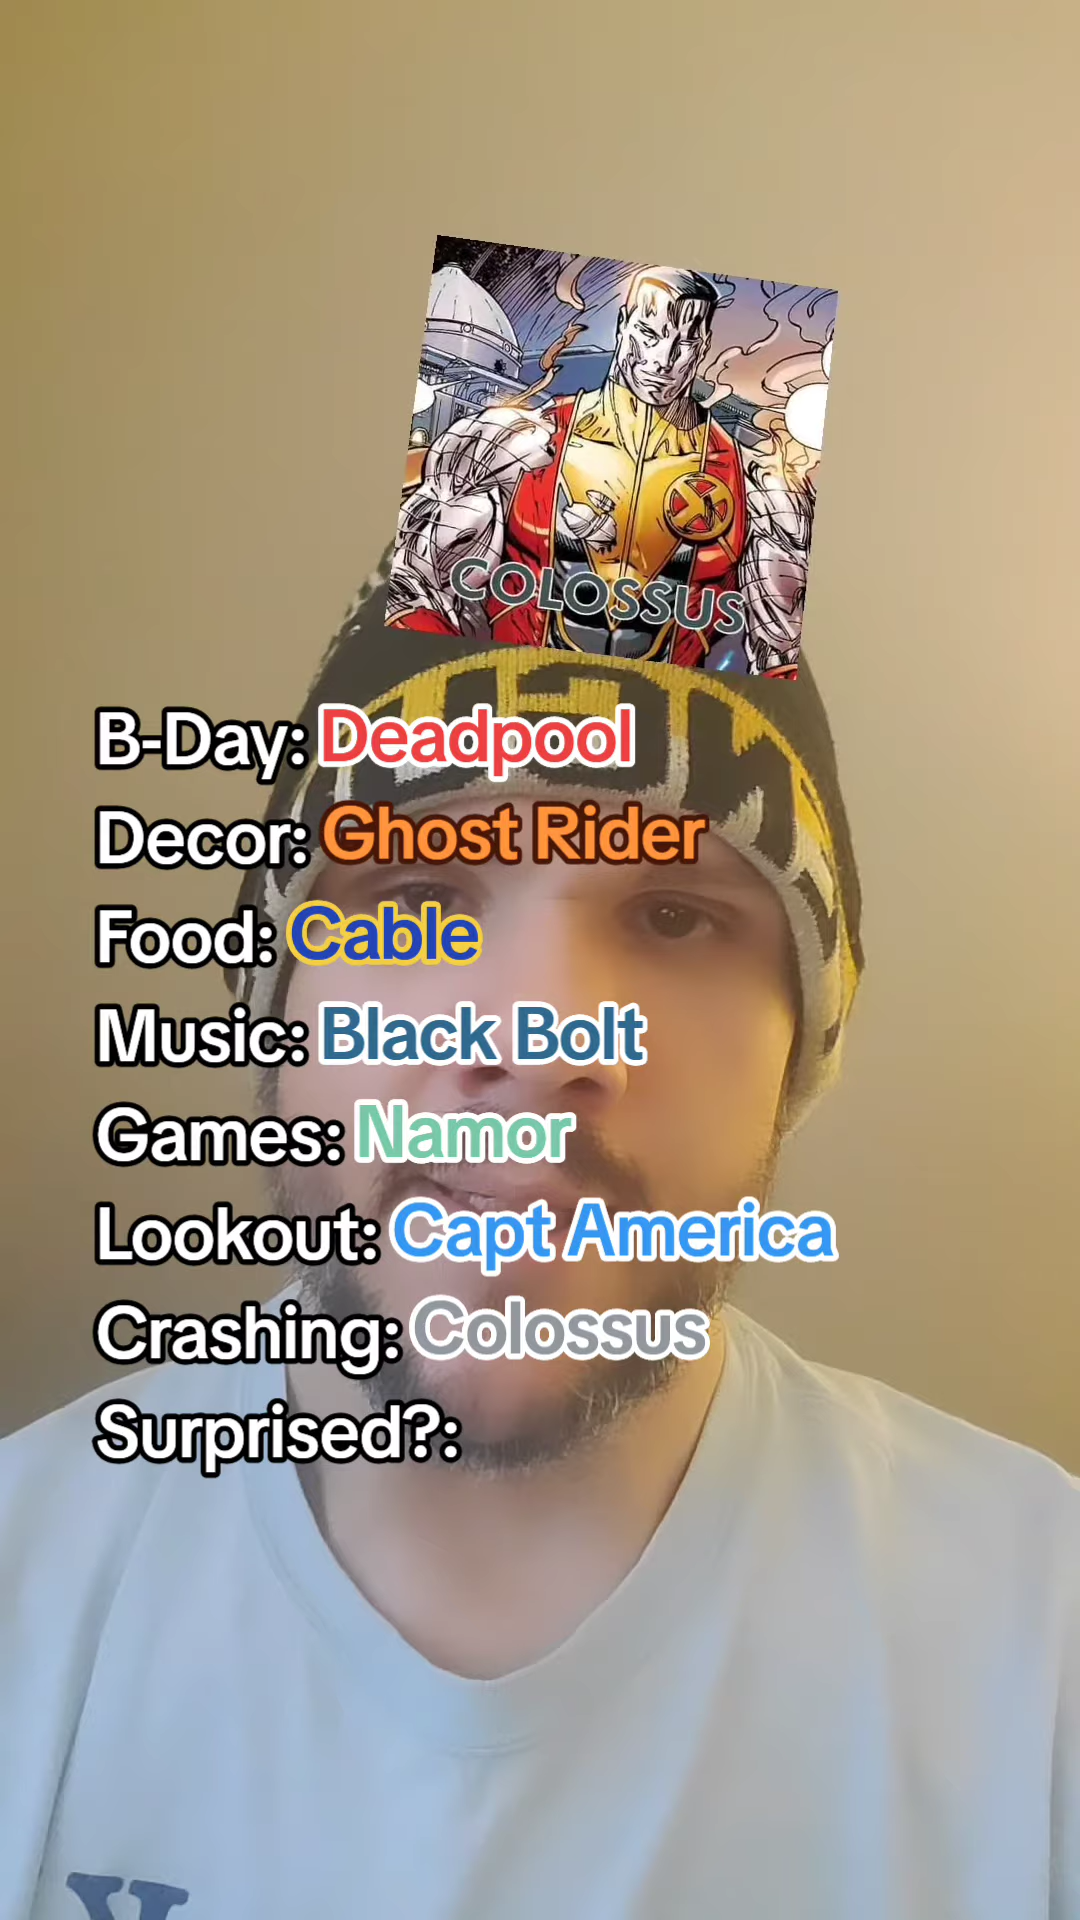 COLOSSUS
B-Day: Deadpool
Decor: Ghost Rider
Food: Cable
Music: Black Bolt
Games: Namor
Lookout: Capt America
Crashing: Colossus
Surprised?: